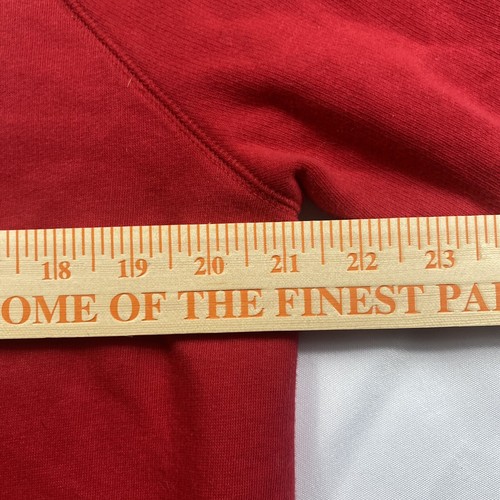 18 19 20 21 22 23
OME OF THE FINEST PA